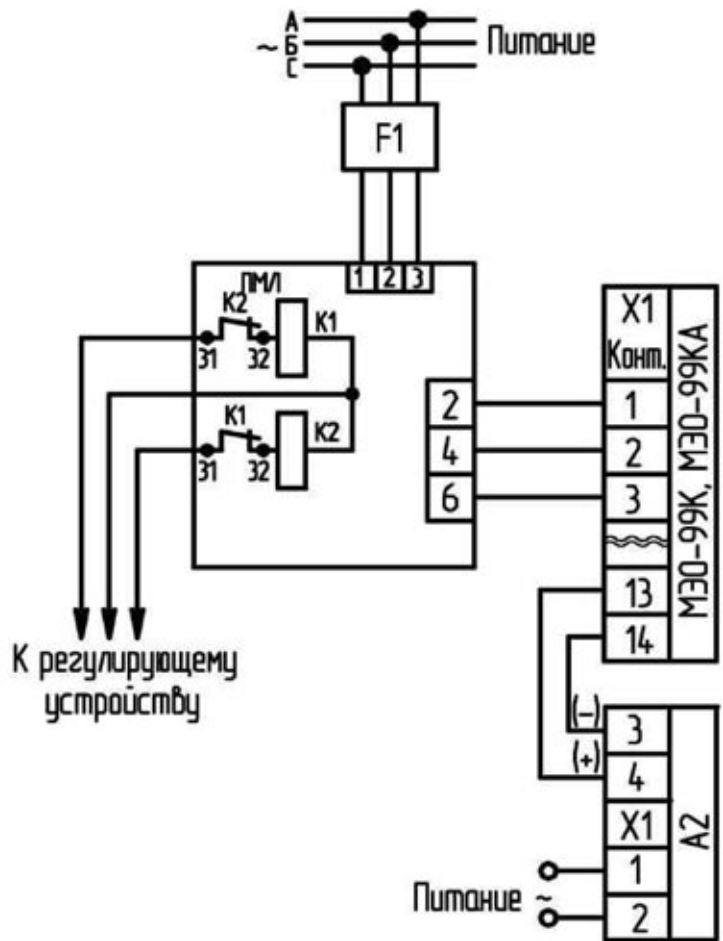 А
~ Б
С
Питание
F1
ПМЛ
1 2 3
К2
К1
31 32
К1
К2
31 32
2
4
6
Х1
Конт.
1
2
3
13
14
МЭО-99К, МЭО-99КА
К регулирующему
устройству
(-)
(+)
3
4
Х1
1
2
А2
Питание ~